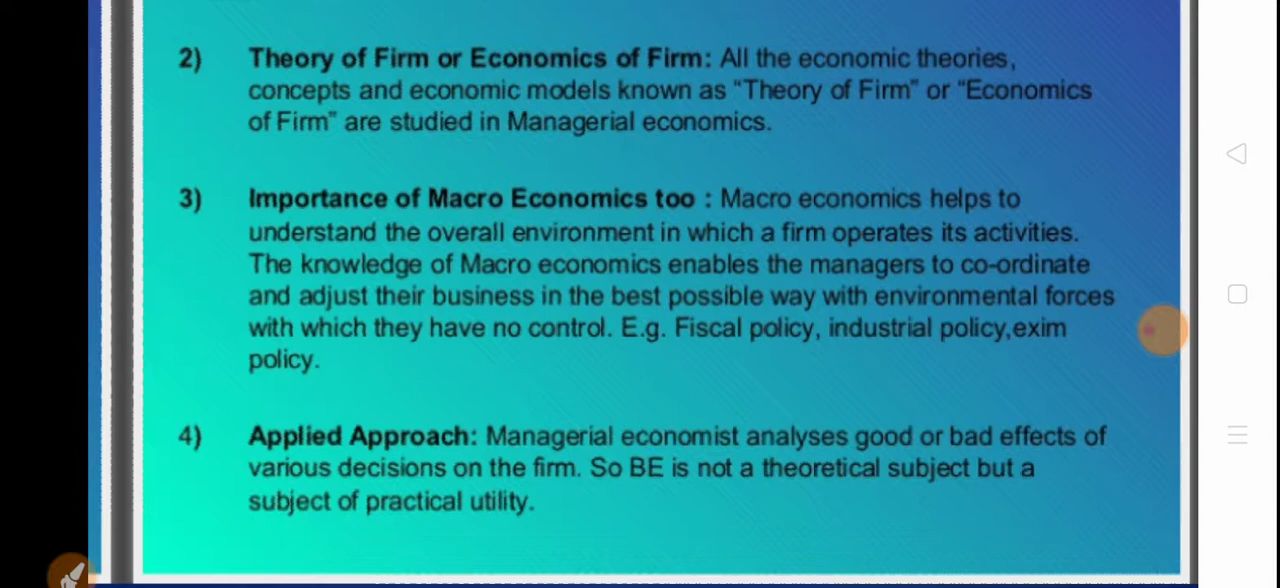 2) Theory of Firm or Economics of Firm: All the economic theories,
concepts and economic models known as “Theory of Firm” or “Economics
of Firm” are studied in Managerial economics.
3) Importance of Macro Economics too : Macro economics helps to
understand the overall environment in which a firm operates its activities.
The knowledge of Macro economics enables the managers to co-ordinate
and adjust their business in the best possible way with environmental forces
with which they have no control. E.g. Fiscal policy, industrial policy,exim
policy.
4) Applied Approach: Managerial economist analyses good or bad effects of
various decisions on the firm. So BE is not a theoretical subject but a
subject of practical utility.